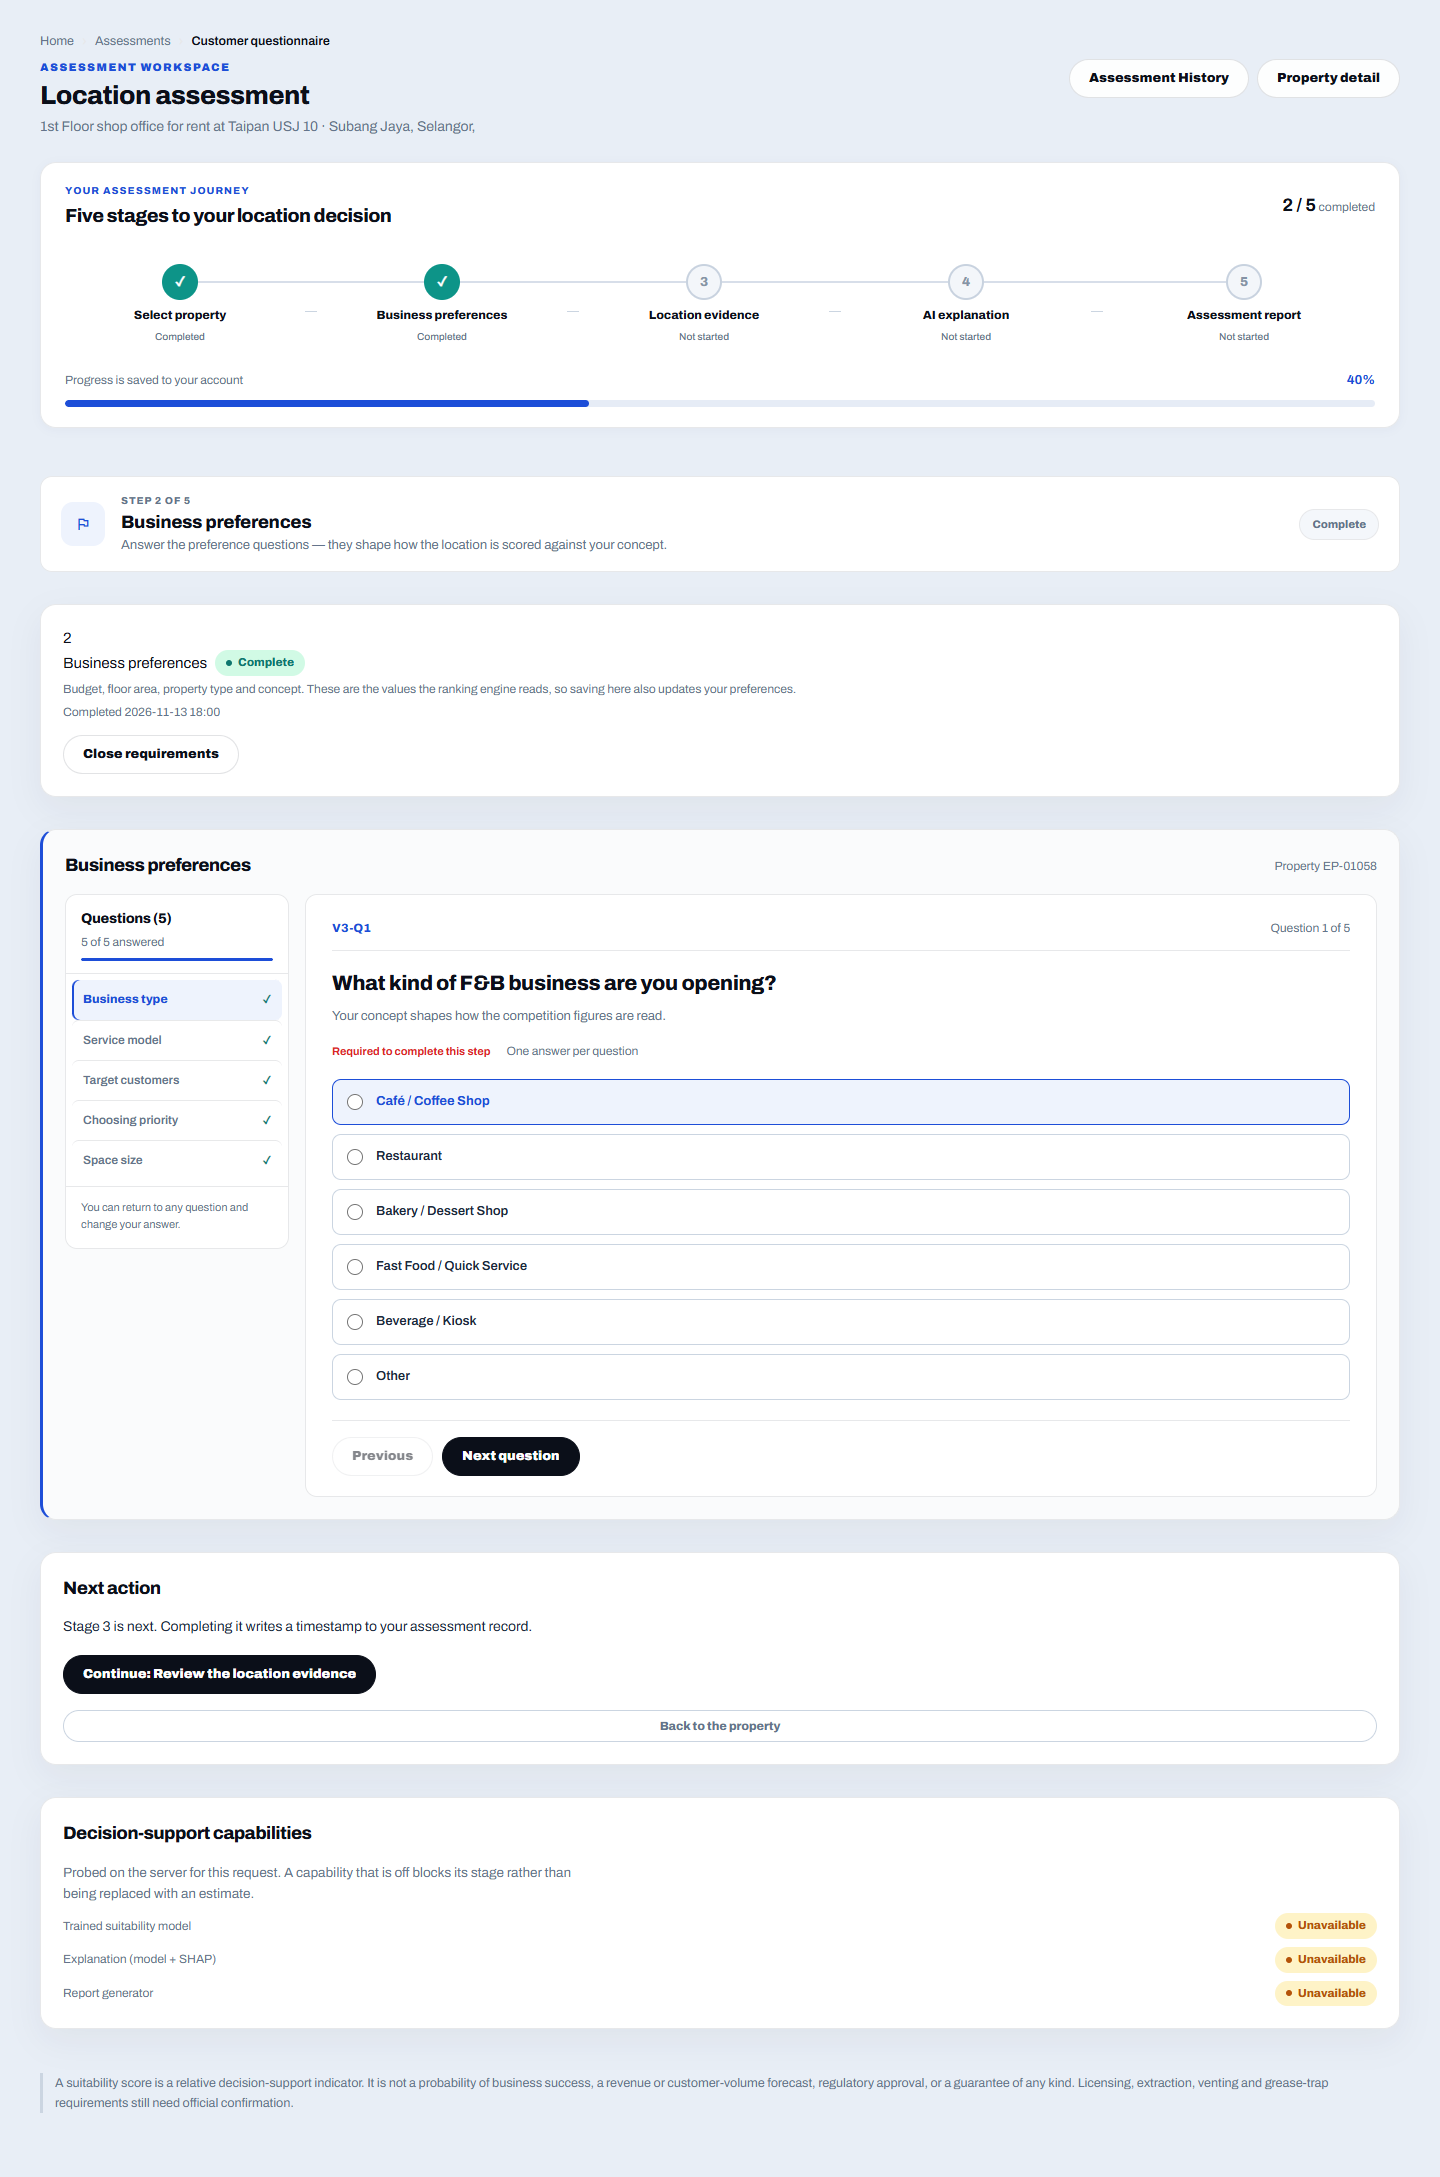 Home Assessments Customer questionnaire
ASSESSMENT WORKSPACE
Location assessment
1st Floor shop office for rent at Taipan USJ 10 · Subang Jaya, Selangor,
Assessment History
Property detail
YOUR ASSESSMENT JOURNEY
Five stages to your location decision
2 / 5 completed
3
4
5
Select property
Business preferences
Location evidence
AI explanation
Assessment report
Completed
Completed
Not started
Not started
Not started
Progress is saved to your account
40%
STEP 2 OF 5
Business preferences
Answer the preference questions — they shape how the location is scored against your concept.
Complete
2
Business preferences
Complete
Budget, floor area, property type and concept. These are the values the ranking engine reads, so saving here also updates your preferences.
Completed 2026-11-13 18:00
Close requirements
Business preferences
Property EP-01058
Questions (5)
5 of 5 answered
Business type
Service model
Target customers
Choosing priority
Space size
You can return to any question and
change your answer.
V3-Q1
Question 1 of 5
What kind of F&B business are you opening?
Your concept shapes how the competition figures are read.
Required to complete this step
One answer per question
Café / Coffee Shop
Restaurant
Bakery / Dessert Shop
Fast Food / Quick Service
Beverage / Kiosk
Other
Previous
Next question
Next action
Stage 3 is next. Completing it writes a timestamp to your assessment record.
Continue: Review the location evidence
Back to the property
Decision-support capabilities
Probed on the server for this request. A capability that is off blocks its stage rather than
being replaced with an estimate.
Trained suitability model
Unavailable
Explanation (model + SHAP)
Unavailable
Report generator
Unavailable
A suitability score is a relative decision-support indicator. It is not a probability of business success, a revenue or customer-volume forecast, regulatory approval, or a guarantee of any kind. Licensing, extraction, venting and grease-trap
requirements still need official confirmation.